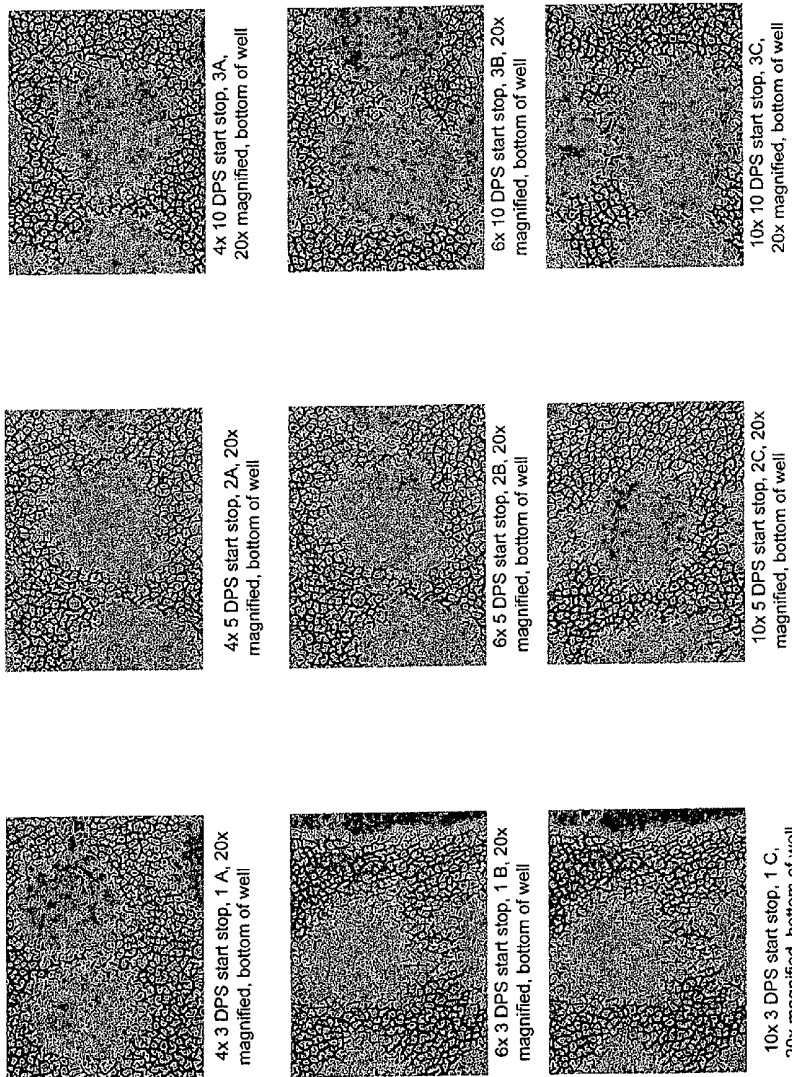 4x 3 DPS start stop, 1 A, 20x
magnified, bottom of well
4x 5 DPS start stop, 2A, 20x
magnified, bottom of well
4x 10 DPS start stop, 3A,
20x magnified, bottom of well
6x 3 DPS start stop, 1 B, 20x
magnified, bottom of well
6x 5 DPS start stop, 2B, 20x
magnified, bottom of well
6x 10 DPS start stop, 3B, 20x
magnified, bottom of well
10x 3 DPS start stop, 1 C,
20x magnified, bottom of well
10x 5 DPS start stop, 2C, 20x
magnified, bottom of well
10x 10 DPS start stop, 3C,
20x magnified, bottom of well